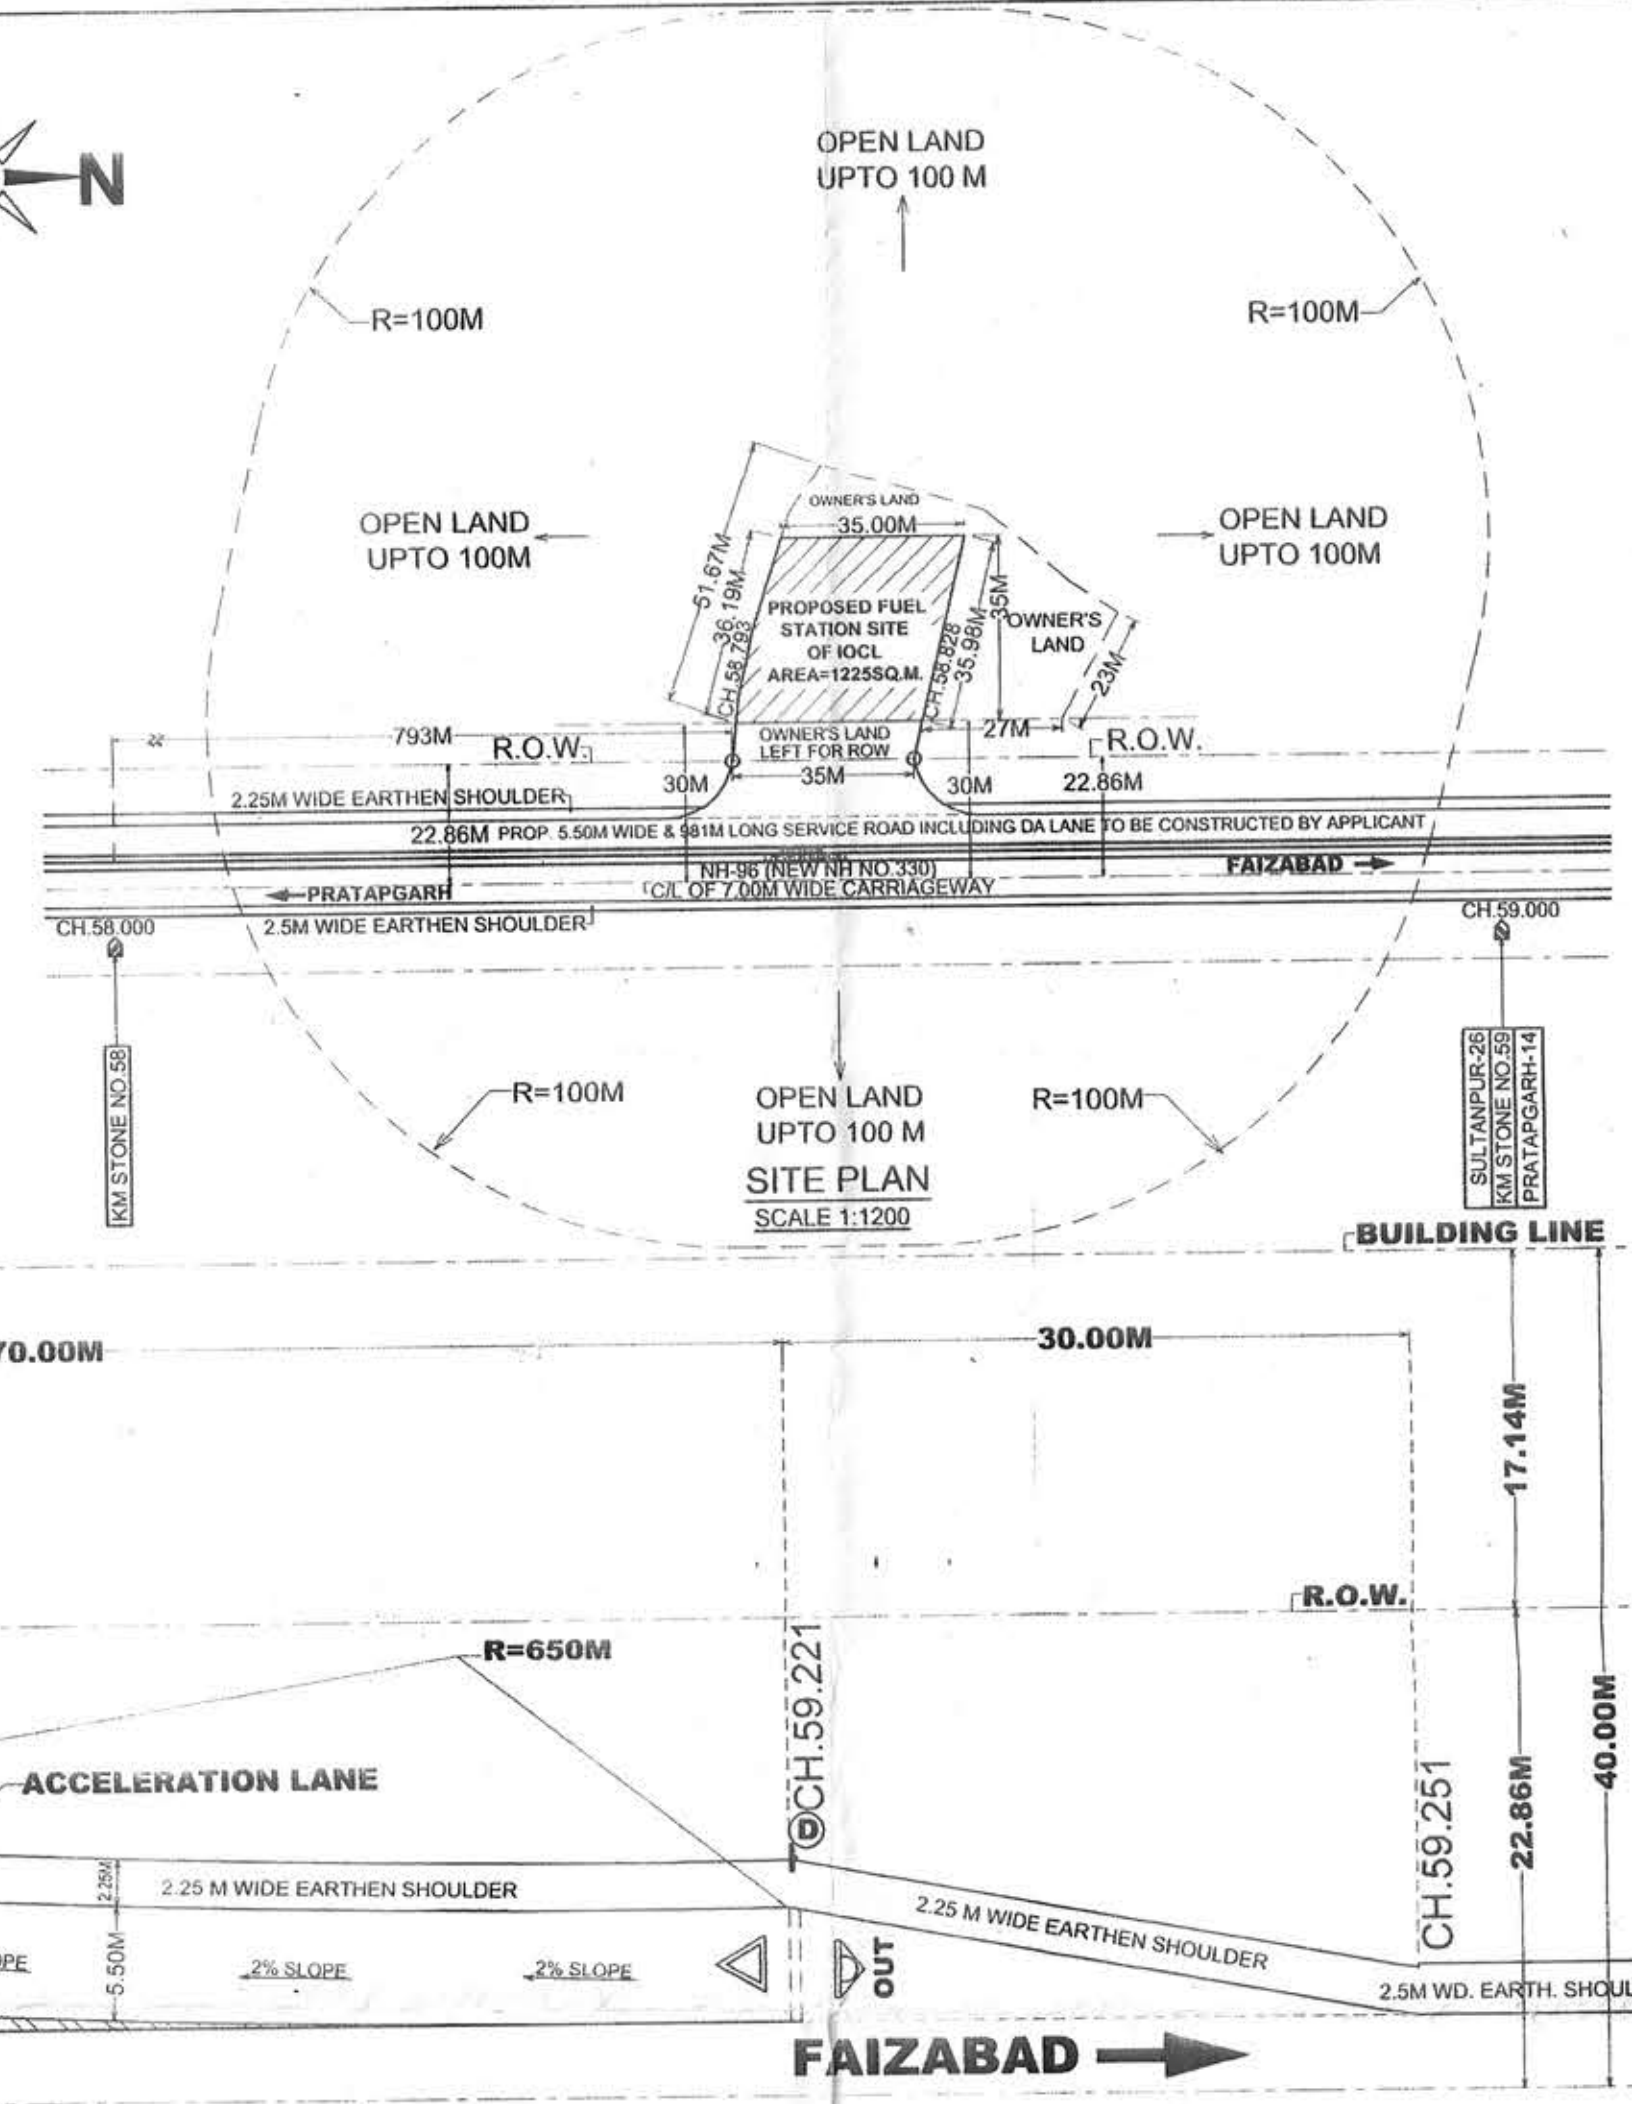 N
OPEN LAND
UPTO 100 M
R=100M
R=100M
OPEN LAND
UPTO 100M
OPEN LAND
UPTO 100M
OWNER'S LAND
35.00M
51.67M
36.19M
CH.58.793
PROPOSED FUEL
STATION SITE
OF IOCL
AREA=1225SQ.M.
CH.58.828
35.98M
35M
OWNER'S
LAND
23M
27M
793M
R.O.W.
OWNER'S LAND
LEFT FOR ROW
35M
30M
30M
R.O.W.
22.86M
2.25M WIDE EARTHEN SHOULDER
22.86M
PROP. 5.50M WIDE & 981M LONG SERVICE ROAD INCLUDING DA LANE TO BE CONSTRUCTED BY APPLICANT
NH-96 (NEW NH NO.330)
FAIZABAD
PRATAPGARH
C/L OF 7.00M WIDE CARRIAGEWAY
CH.58.000
2.5M WIDE EARTHEN SHOULDER
CH.59.000
KM STONE NO.58
SULTANPUR-26
KM STONE NO.59
PRATAPGARH-14
R=100M
OPEN LAND
UPTO 100 M
R=100M
SITE PLAN
SCALE 1:1200
BUILDING LINE
70.00M
30.00M
17.14M
R.O.W.
R=650M
CH.59.221
40.00M
22.86M
CH.59.251
ACCELERATION LANE
D
2.25M
2.25 M WIDE EARTHEN SHOULDER
2.25 M WIDE EARTHEN SHOULDER
OPE
5.50M
2% SLOPE
2% SLOPE
OUT
2.5M WD. EARTH. SHOUL
FAIZABAD